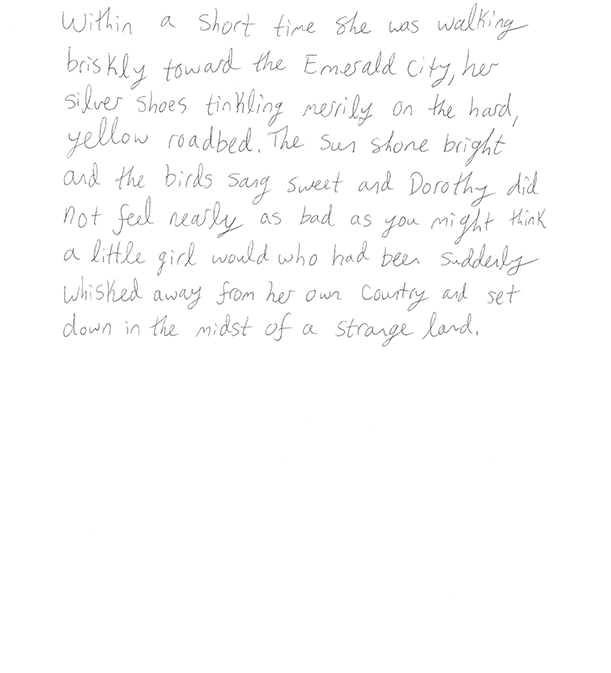 Within a short time she was walking
briskly toward the Emerald City, her
silver shoes tinkling merrily on the hard,
yellow roadbed. The sun shone bright
and the birds sang sweet and Dorothy did
not feel nearly as bad as you might think
a little girl would who had been suddenly
whisked away from her own country and set
down in the midst of a strange land.